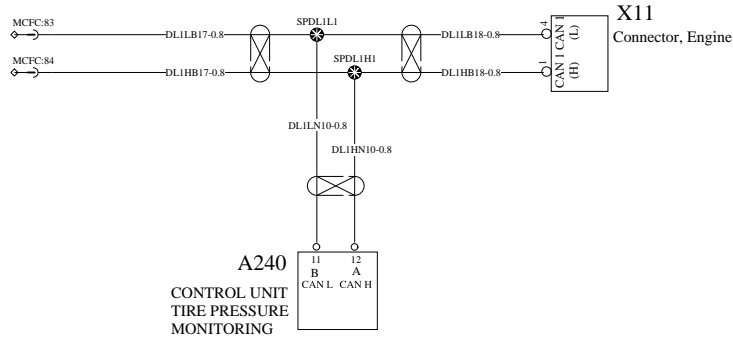 MCFC:83
DL1LB17-0.8
SPDL1L1
DL1LB18-0.8
4
CAN 1
(L)
X11
Connector, Engine
MCFC:84
DL1HB17-0.8
SPDL1H1
DL1HB18-0.8
1
CAN 1
(H)
DL1LN10-0.8
DL1HN10-0.8
A240
11
B
CAN L
12
A
CAN H
CONTROL UNIT
TIRE PRESSURE
MONITORING